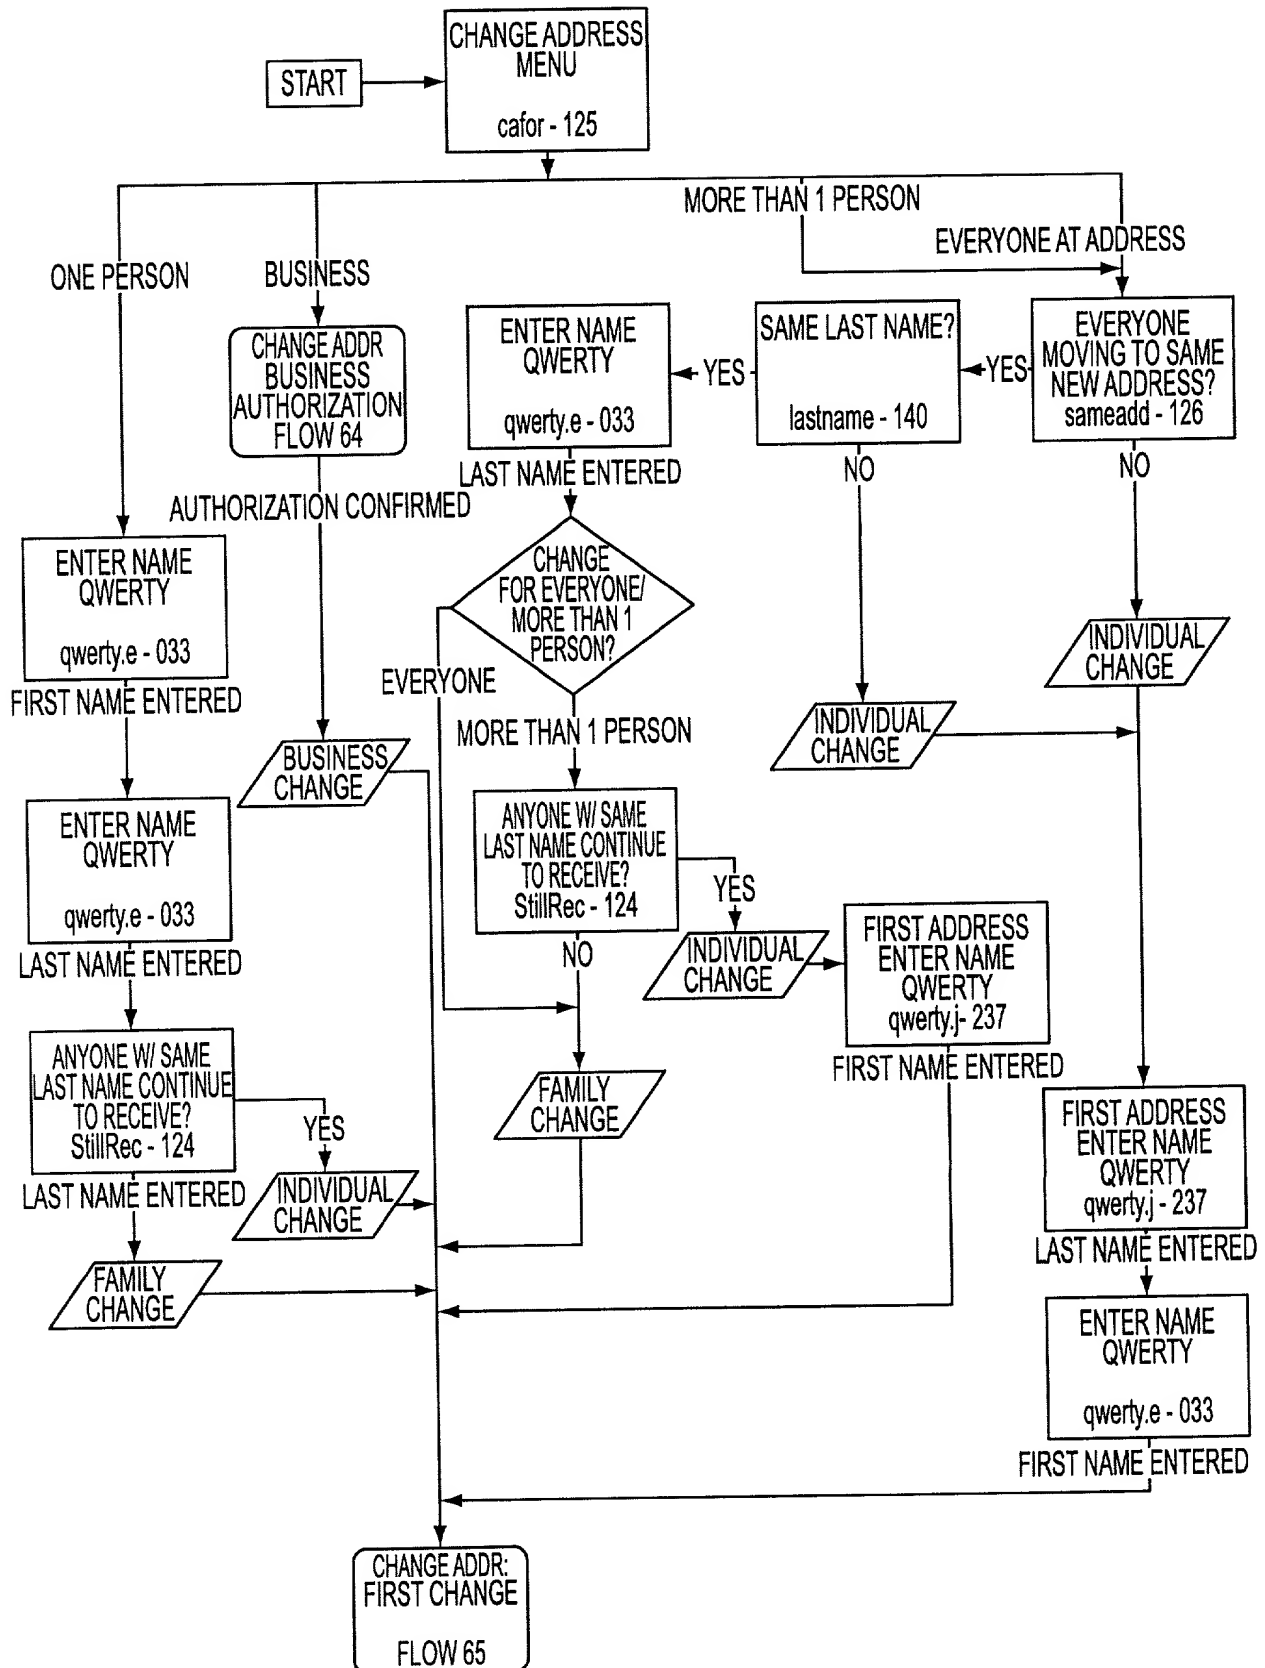 CHANGE ADDRESS
MENU
cafor - 125
START
MORE THAN 1 PERSON
EVERYONE AT ADDRESS
ONE PERSON
BUSINESS
CHANGE ADDR
BUSINESS
AUTHORIZATION
FLOW 64
ENTER NAME
QWERTY
qwerty.e - 033
YES
SAME LAST NAME?
lastname - 140
YES
EVERYONE
MOVING TO SAME
NEW ADDRESS?
sameadd - 126
LAST NAME ENTERED
NO
NO
AUTHORIZATION CONFIRMED
ENTER NAME
QWERTY
qwerty.e - 033
FIRST NAME ENTERED
CHANGE
FOR EVERYONE/
MORE THAN 1
PERSON?
EVERYONE
MORE THAN 1 PERSON
INDIVIDUAL
CHANGE
INDIVIDUAL
CHANGE
BUSINESS
CHANGE
ENTER NAME
QWERTY
qwerty.e - 033
LAST NAME ENTERED
ANYONE W/ SAME
LAST NAME CONTINUE
TO RECEIVE?
StillRec - 124
YES
NO
INDIVIDUAL
CHANGE
FIRST ADDRESS
ENTER NAME
QWERTY
qwerty.j- 237
FIRST NAME ENTERED
ANYONE W/ SAME
LAST NAME CONTINUE
TO RECEIVE?
StillRec - 124
YES
LAST NAME ENTERED
INDIVIDUAL
CHANGE
FAMILY
CHANGE
FAMILY
CHANGE
FIRST ADDRESS
ENTER NAME
QWERTY
qwerty.j - 237
LAST NAME ENTERED
ENTER NAME
QWERTY
qwerty.e - 033
FIRST NAME ENTERED
CHANGE ADDR:
FIRST CHANGE
FLOW 65